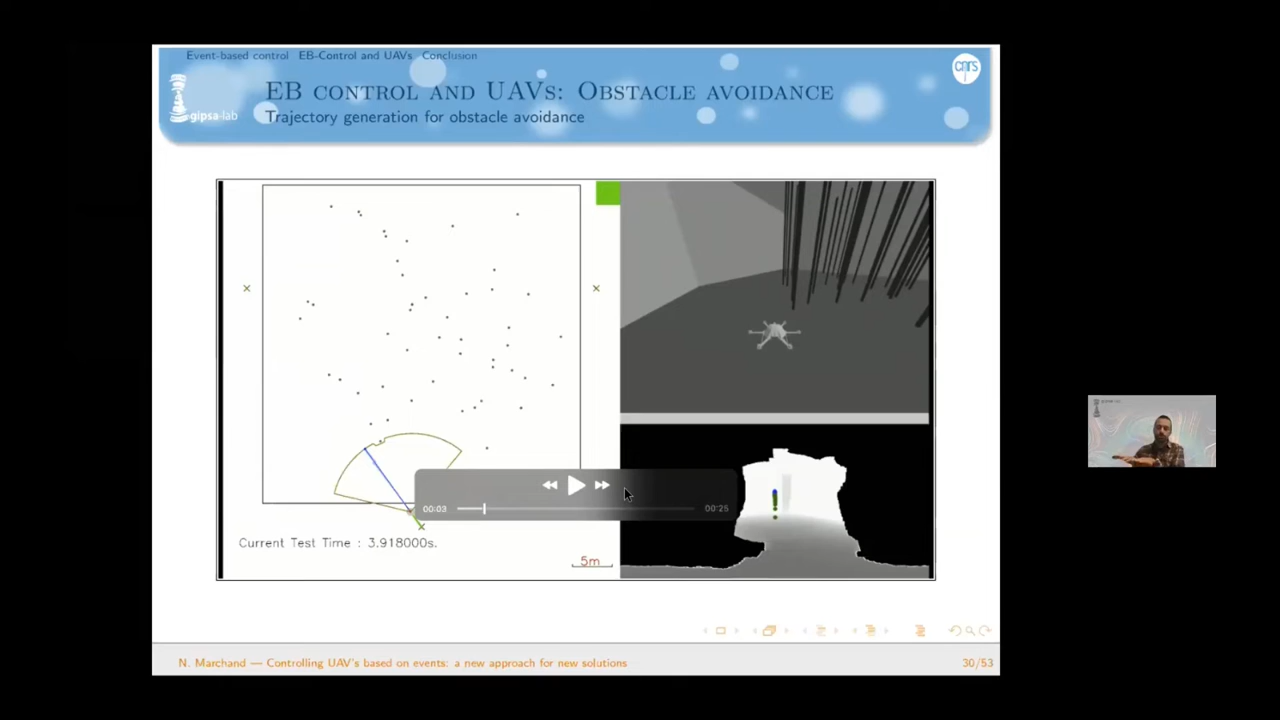 Event-based control EB-Control and UAVs Conclusion
EB CONTROL AND UAVS: OBSTACLE AVOIDANCE
Trajectory generation for obstacle avoidance
gipsa-lab
cnrs
Current Test Time : 3.918000s.
5m
00:03
00:25
N. Marchand — Controlling UAV's based on events: a new approach for new solutions
30/53